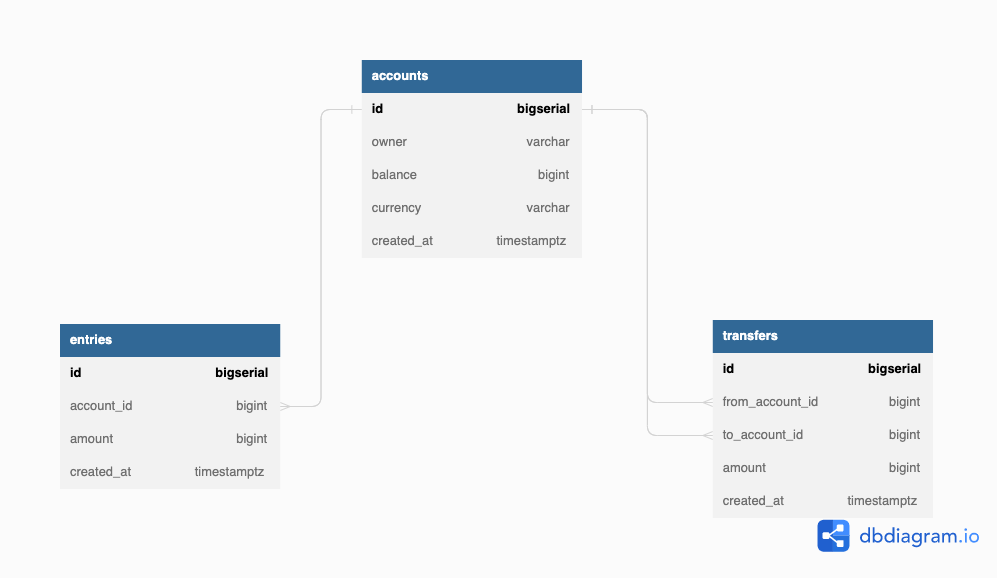 accounts
id bigserial
owner varchar
balance bigint
currency varchar
created_at timestamptz
entries
id bigserial
account_id bigint
amount bigint
created_at timestamptz
transfers
id bigserial
from_account_id bigint
to_account_id bigint
amount bigint
created_at timestamptz
dbdiagram.io